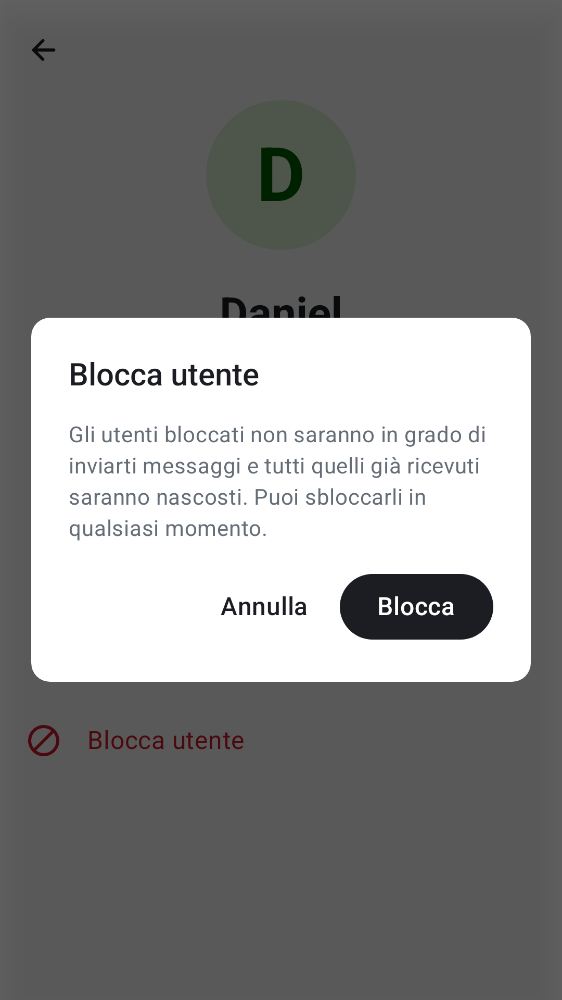 D
Daniel
Blocca utente
Gli utenti bloccati non saranno in grado di
inviarti messaggi e tutti quelli già ricevuti
saranno nascosti. Puoi sbloccarli in
qualsiasi momento.
Annulla
Blocca
Blocca utente